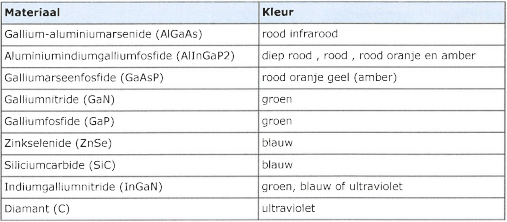 Materiaal Kleur
Gallium-aluminiumarsenide (AlGaAs) rood infrarood
Aluminiumindiumgalliumfosfide (AlInGaP2) diep rood , rood , rood oranje en amber
Galliumarseenfosfide (GaAsP) rood oranje geel (amber)
Galliumnitride (GaN) groen
Galliumfosfide (GaP) groen
Zinkselenide (ZnSe) blauw
Siliciumcarbide (SiC) blauw
Indiumgalliumnitride (InGaN) groen, blauw of ultraviolet
Diamant (C) ultraviolet